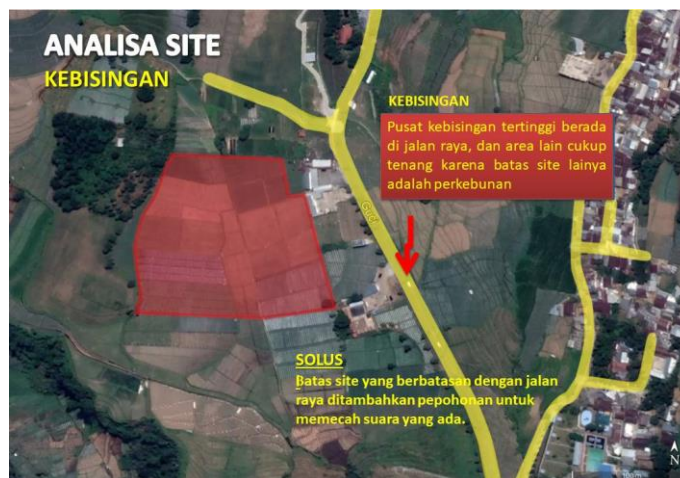 ANALISA SITE
KEBISINGAN
KEBISINGAN
Pusat kebisingan tertinggi berada
di jalan raya, dan area lain cukup
tenang karena batas site lainya
adalah perkebunan
Guci
SOLUS
Batas site yang berbatasan dengan jalan
raya ditambahkan pepohonan untuk
memecah suara yang ada.
N